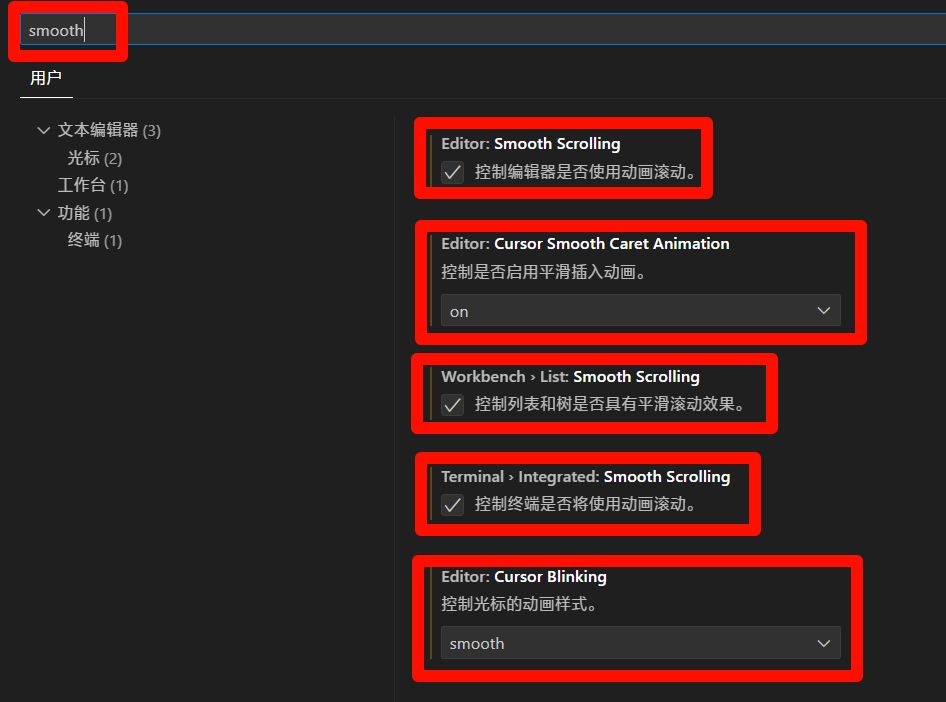 smooth
用户
文本编辑器 (3)
光标 (2)
工作台 (1)
功能 (1)
终端 (1)
Editor: Smooth Scrolling
控制编辑器是否使用动画滚动。
Editor: Cursor Smooth Caret Animation
控制是否启用平滑插入动画。
on
Workbench › List: Smooth Scrolling
控制列表和树是否具有平滑滚动效果。
Terminal › Integrated: Smooth Scrolling
控制终端是否将使用动画滚动。
Editor: Cursor Blinking
控制光标的动画样式。
smooth